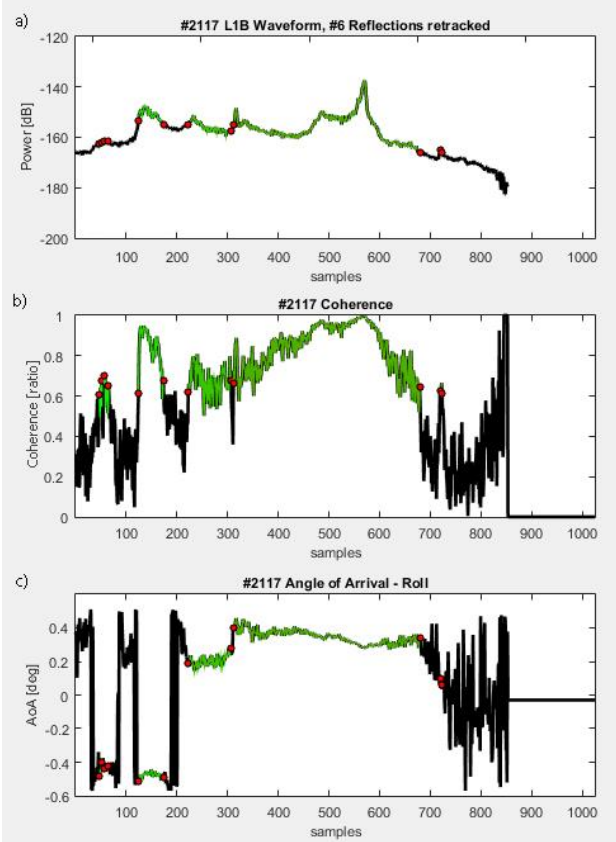 a)
#2117 L1B Waveform, #6 Reflections retracked
-120
-140
-160
-180
-200
Power [dB]
100 200 300 400 500 600 700 800 900 1000
samples
b)
#2117 Coherence
1
0.8
0.6
0.4
0.2
0
Coherence [ratio]
100 200 300 400 500 600 700 800 900 1000
samples
c)
#2117 Angle of Arrival - Roll
0.4
0.2
0
-0.2
-0.4
-0.6
AoA [deg]
100 200 300 400 500 600 700 800 900 1000
samples